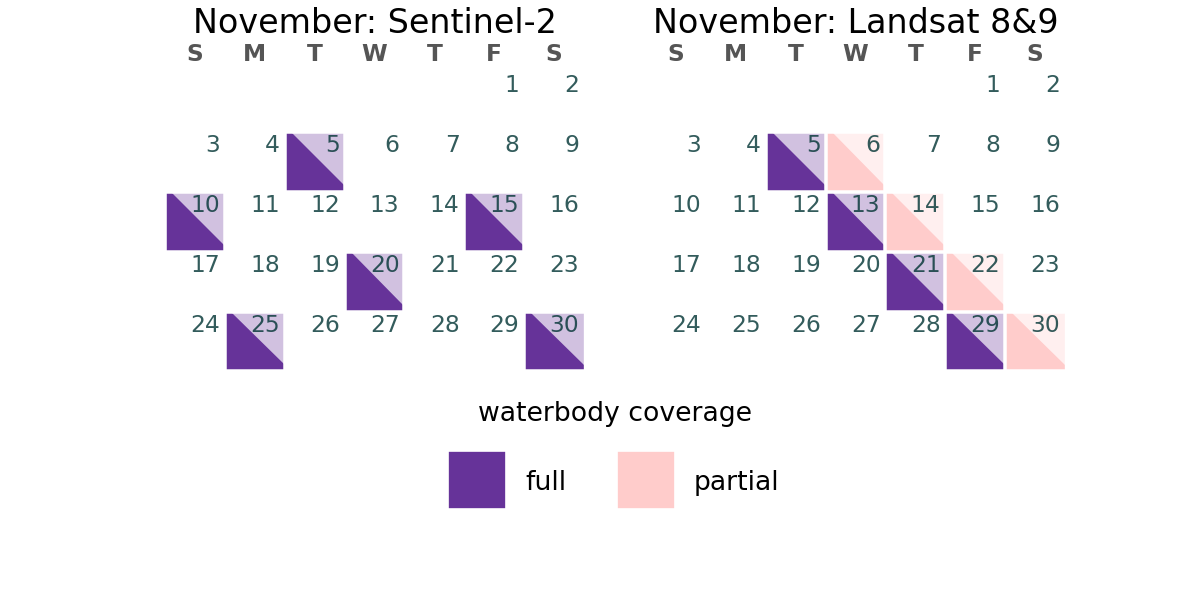 November: Sentinel-2
S M T W T F S
1 2
3 4 5 6 7 8 9
10 11 12 13 14 15 16
17 18 19 20 21 22 23
24 25 26 27 28 29 30
November: Landsat 8&9
S M T W T F S
1 2
3 4 5 6 7 8 9
10 11 12 13 14 15 16
17 18 19 20 21 22 23
24 25 26 27 28 29 30
waterbody coverage
full partial